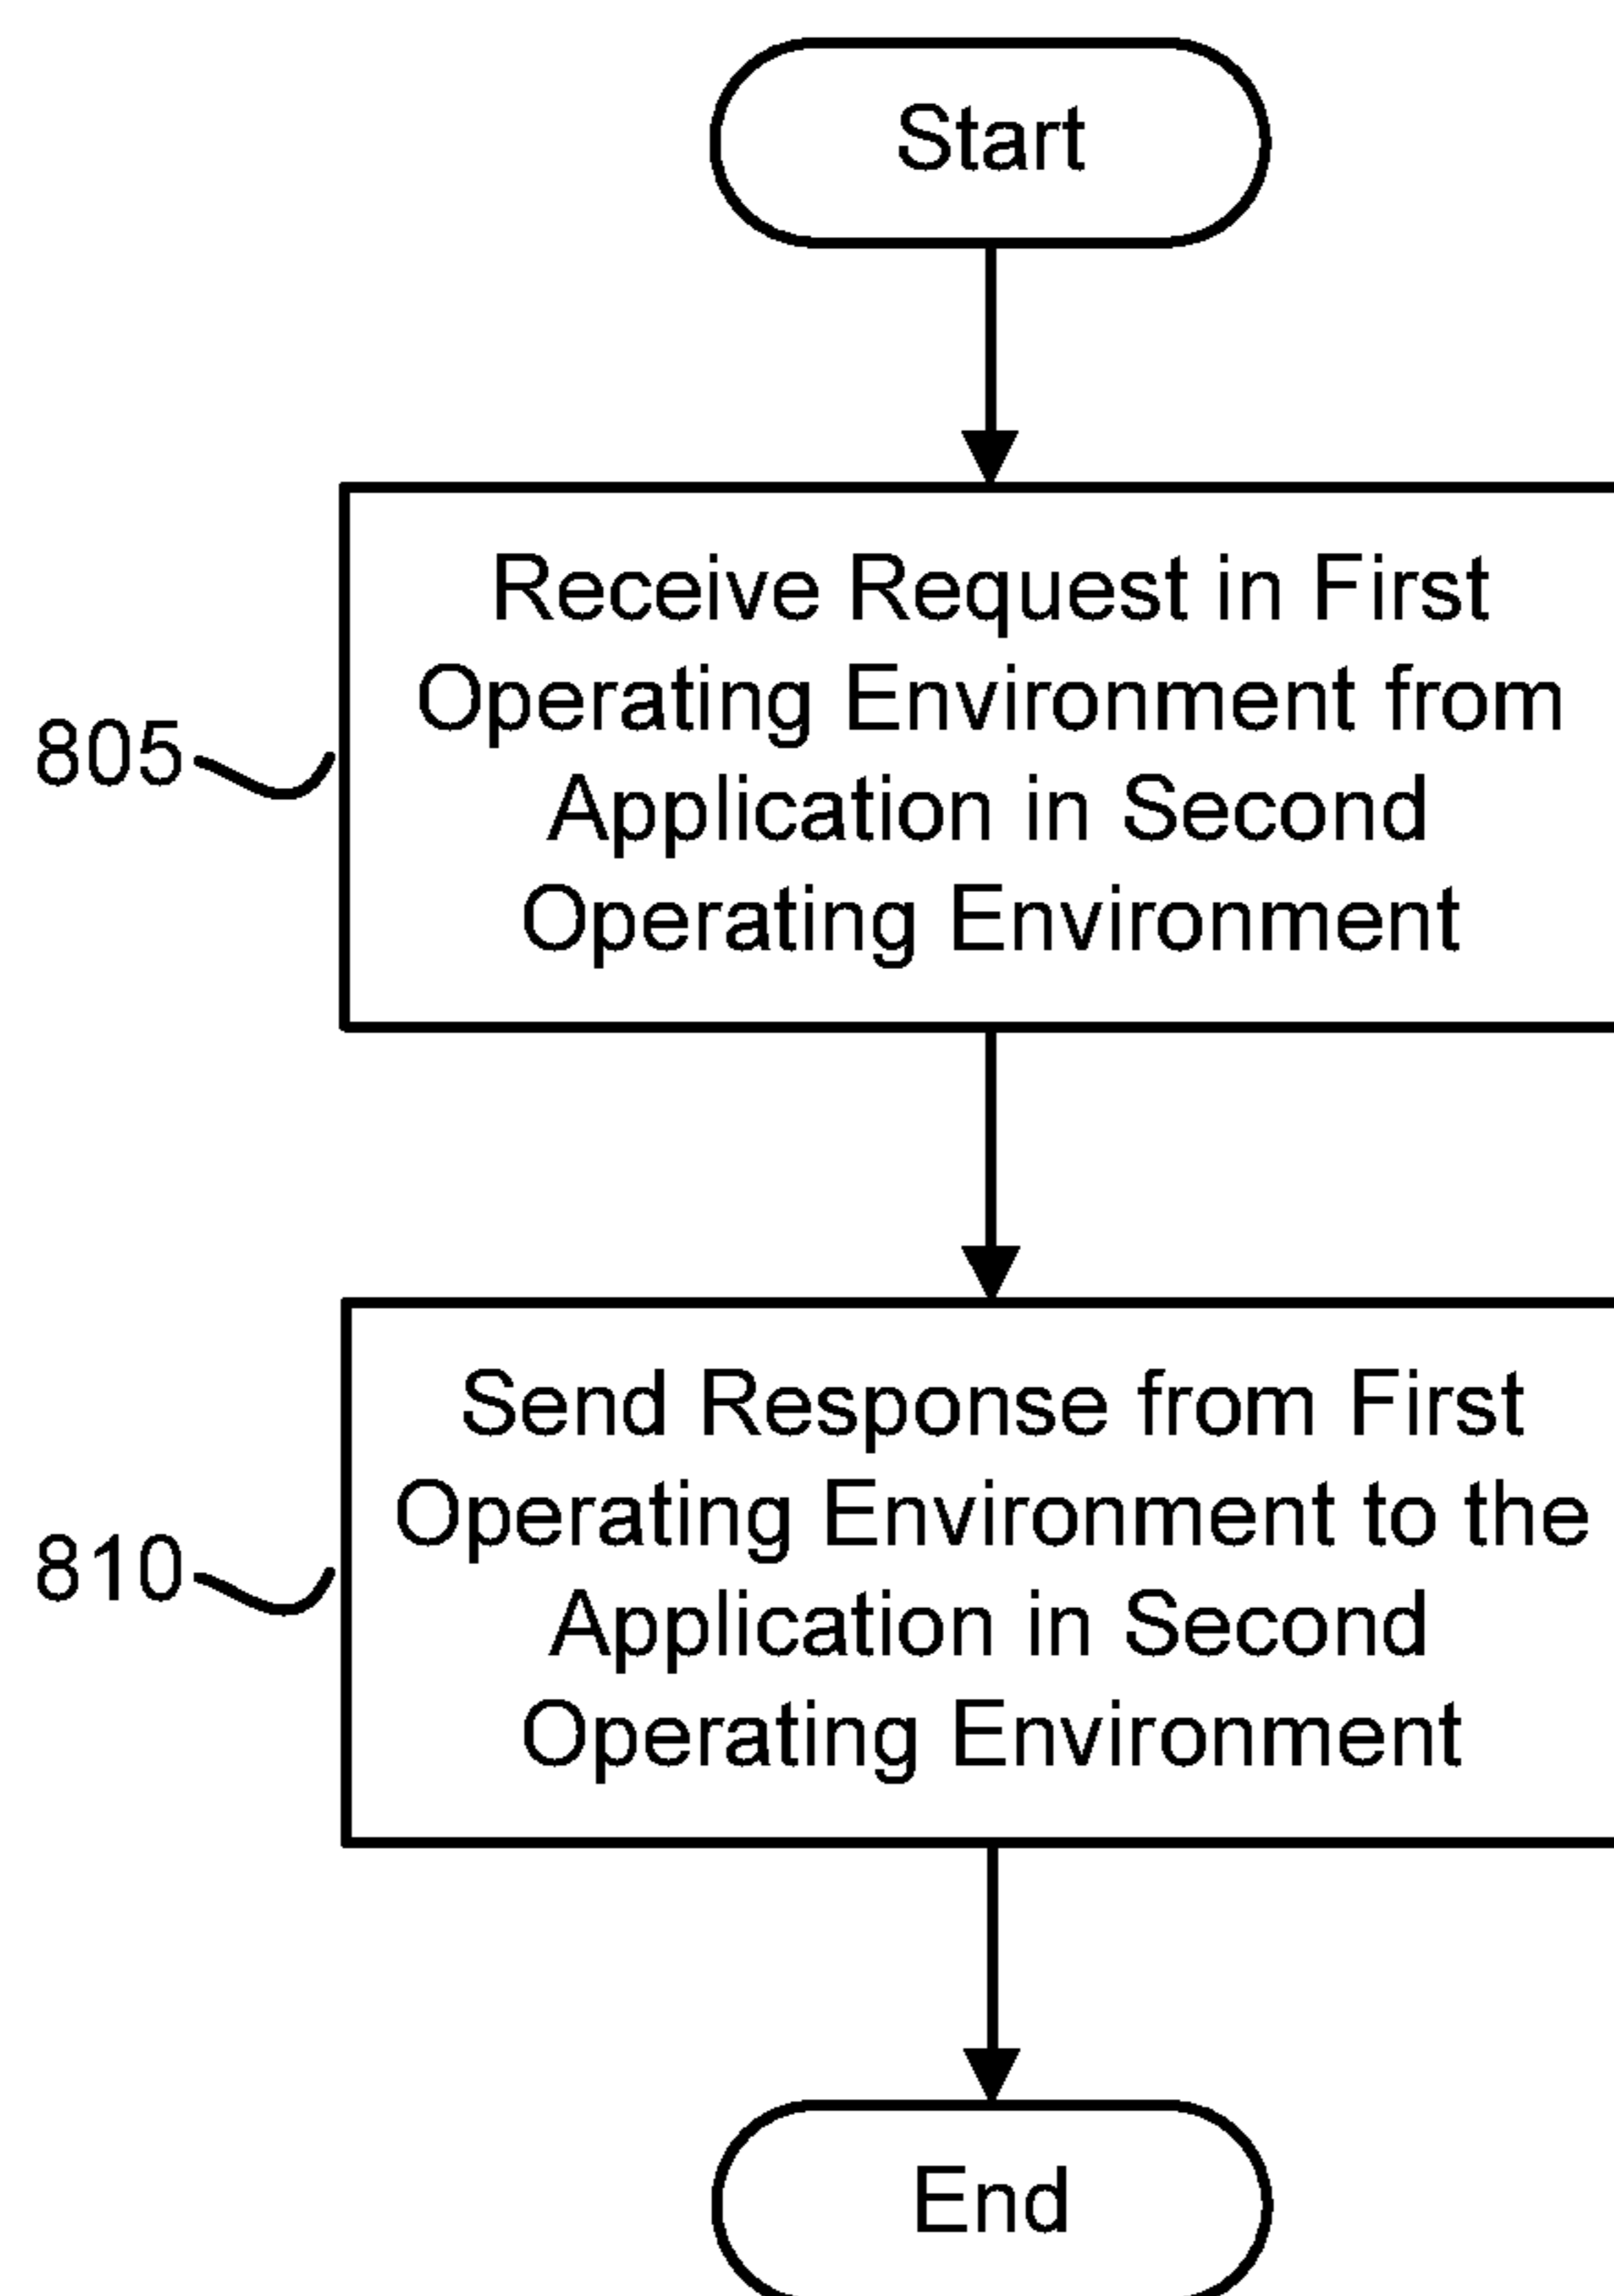 Start
Receive Request in First
Operating Environment from
Application in Second
Operating Environment
805
Send Response from First
Operating Environment to the
Application in Second
Operating Environment
810
End